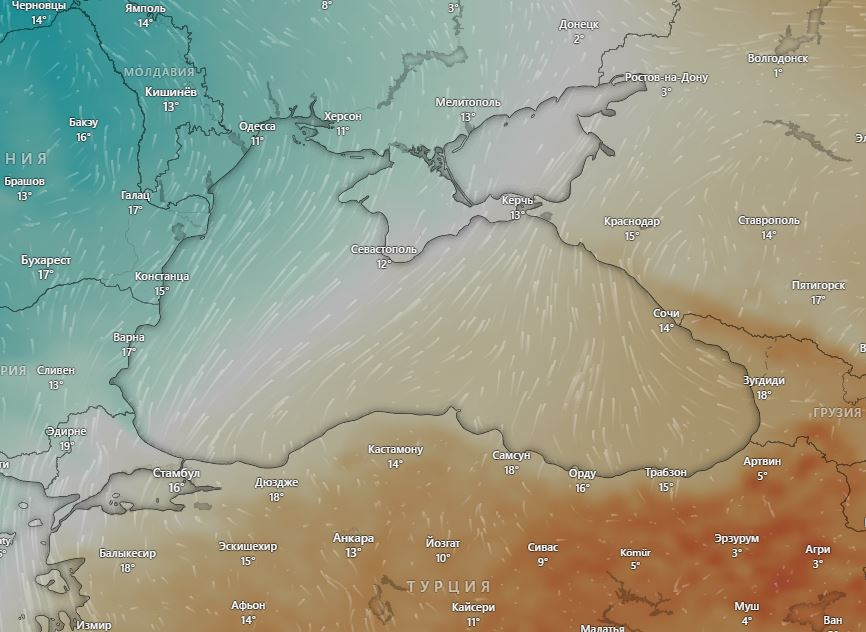 Черновцы
14°
Ямполь
14°
8°
3°
Донецк
2°
Волгодонск
1°
МОЛДАВИЯ
Ростов-на-Дону
3°
Кишинёв
13°
Мелитополь
13°
Херсон
11°
Бакэу
16°
Одесса
11°
НИЯ
Брашов
13°
Галац
17°
Керчь
13°
Краснодар
15°
Ставрополь
14°
Севастополь
12°
Бухарест
17°
Констанца
15°
Пятигорск
17°
Сочи
14°
Варна
17°
РИЯ
Сливен
13°
Зугдиди
18°
ГРУЗИЯ
Эдирне
19°
Кастамону
14°
Самсун
18°
Артвин
5°
Стамбул
16°
Орду
16°
Трабзон
15°
Дюздже
18°
Анкара
13°
Йозгат
10°
Эскишехир
15°
Сивас
9°
Эрзурум
3°
Балыкесир
18°
Kömür
5°
Агри
3°
ТУРЦИЯ
Афьон
14°
Кайсери
11°
Муш
4°
Измир
Малатья
Ван